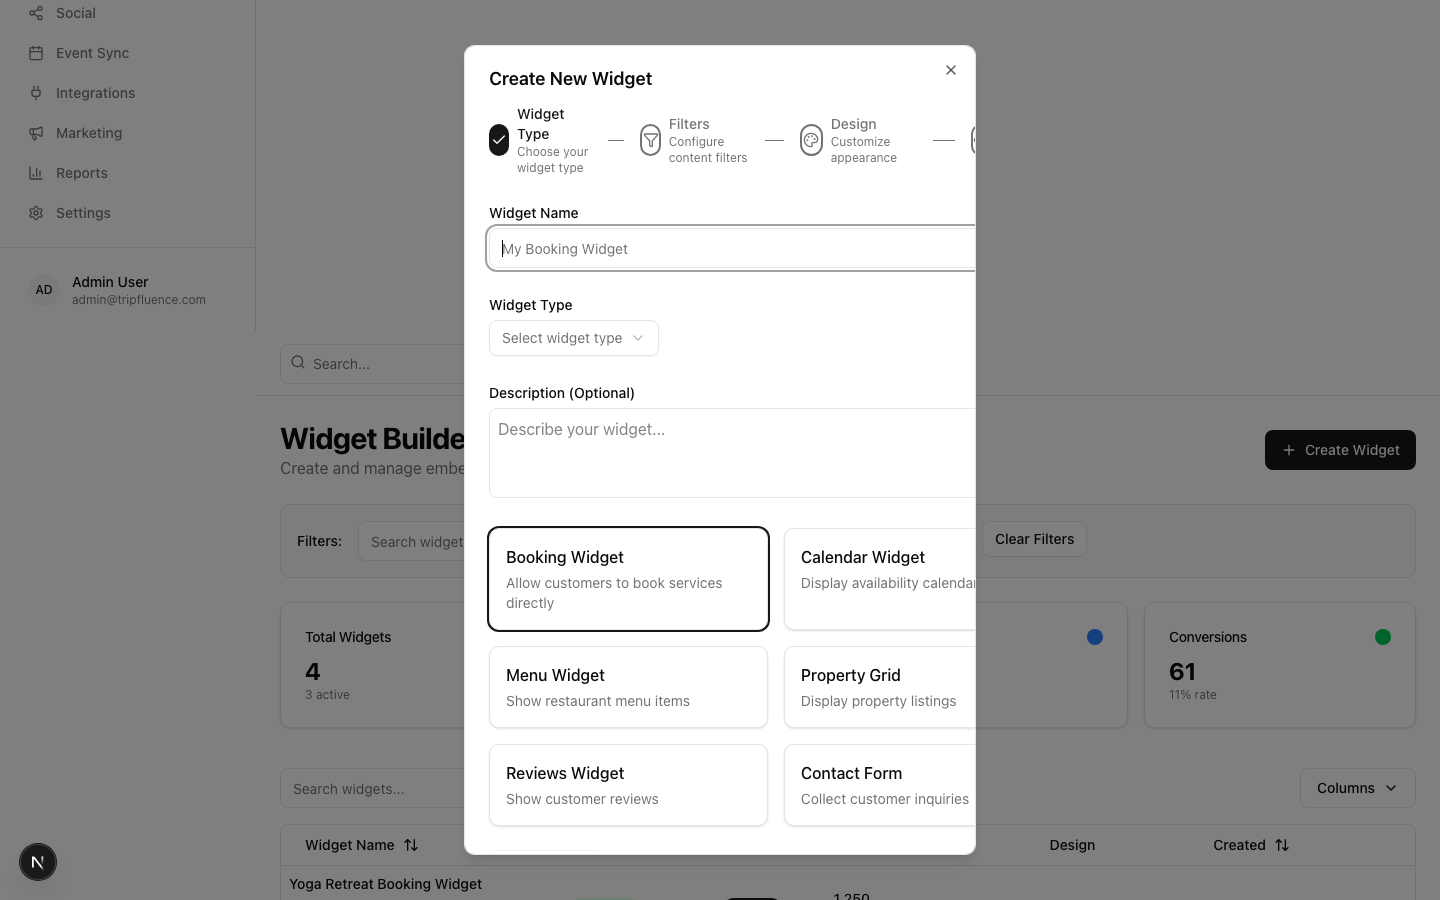 Social
Event Sync
Integrations
Marketing
Reports
Settings
AD
Admin User
admin@tripfluence.com
Search...
Widget Builde
Create and manage embe
Create Widget
Filters:
Search widget
Clear Filters
Total Widgets
4
3 active
Conversions
61
11% rate
Search widgets...
Columns
Widget Name
Design
Created
Yoga Retreat Booking Widget
1,250
N
Create New Widget
Widget
Type
Choose your
widget type
Filters
Configure
content filters
Design
Customize
appearance
Widget Name
My Booking Widget
Widget Type
Select widget type
Description (Optional)
Describe your widget...
Booking Widget
Allow customers to book services
directly
Calendar Widget
Display availability calendar
Menu Widget
Show restaurant menu items
Property Grid
Display property listings
Reviews Widget
Show customer reviews
Contact Form
Collect customer inquiries